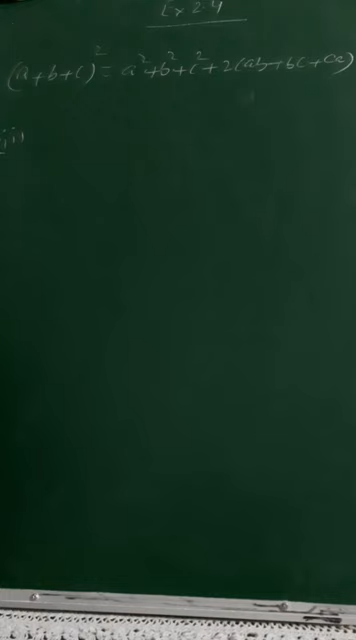 Ex 2.4
(a+b+c)² = a²+b²+c²+2(ab+bc+ca)
(ii)